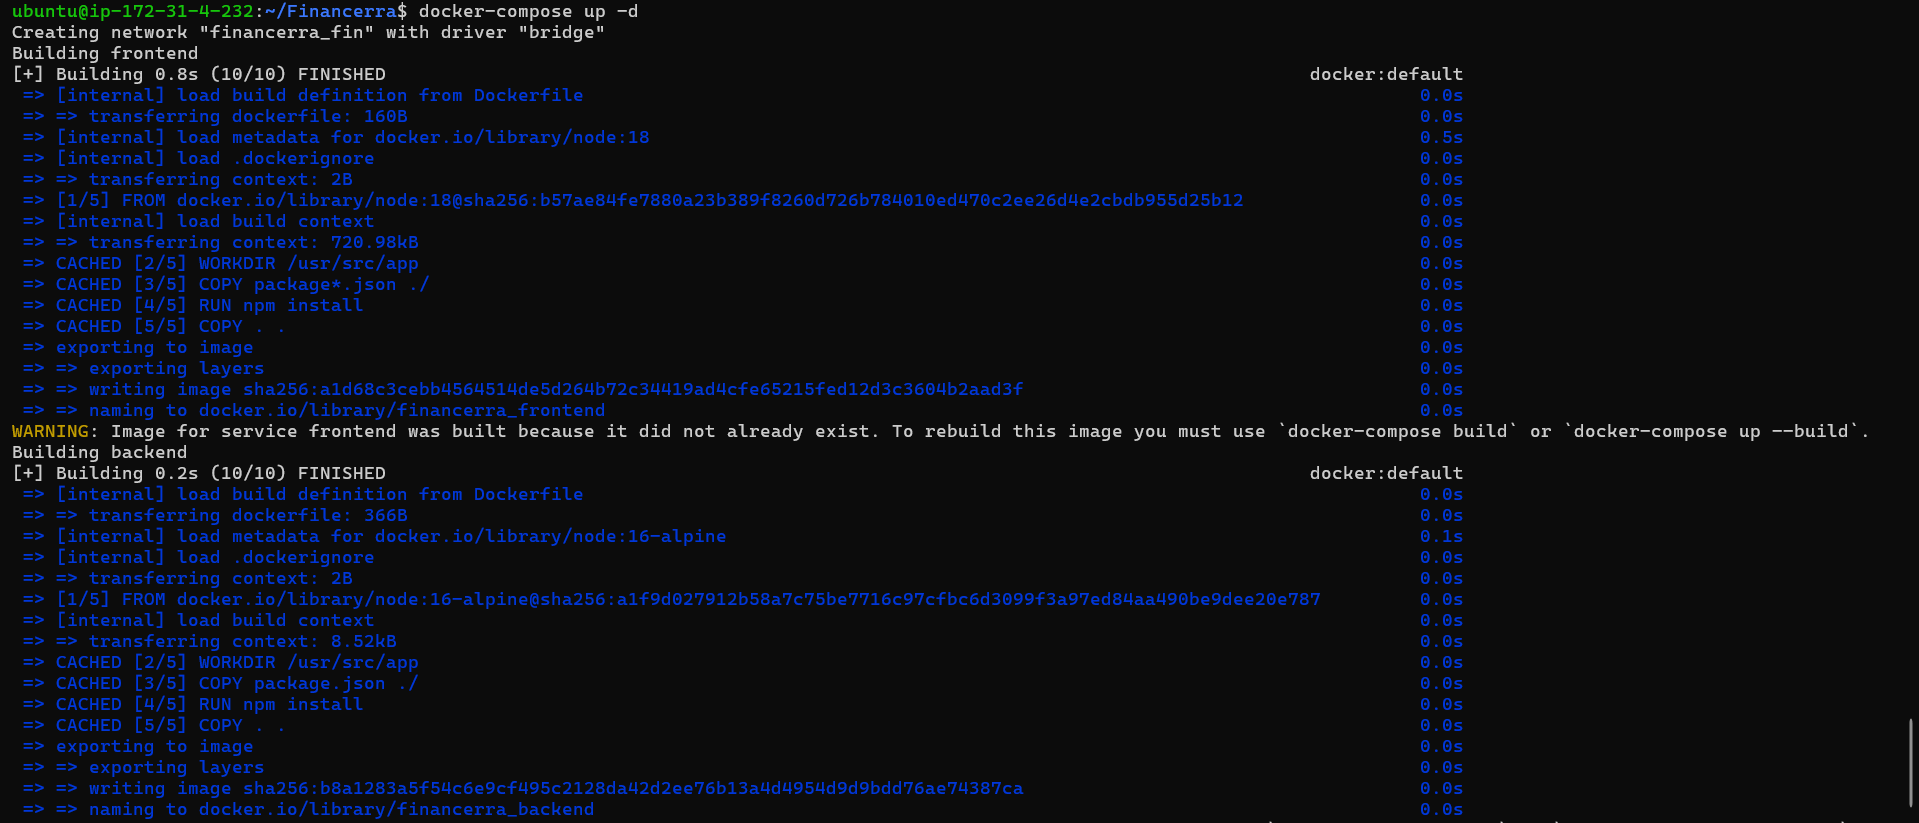 ubuntu@ip-172-31-4-232:~/Financerra$ docker-compose up -d
Creating network "financerra_fin" with driver "bridge"
Building frontend
[+] Building 0.8s (10/10) FINISHED docker:default
=> [internal] load build definition from Dockerfile 0.0s
=> => transferring dockerfile: 160B 0.0s
=> [internal] load metadata for docker.io/library/node:18 0.5s
=> [internal] load .dockerignore 0.0s
=> => transferring context: 2B 0.0s
=> [1/5] FROM docker.io/library/node:18@sha256:b57ae84fe7880a23b389f8260d726b784010ed470c2ee26d4e2cbdb955d25b12 0.0s
=> [internal] load build context 0.0s
=> => transferring context: 720.98kB 0.0s
=> CACHED [2/5] WORKDIR /usr/src/app 0.0s
=> CACHED [3/5] COPY package*.json ./ 0.0s
=> CACHED [4/5] RUN npm install 0.0s
=> CACHED [5/5] COPY . . 0.0s
=> exporting to image 0.0s
=> => exporting layers 0.0s
=> => writing image sha256:a1d68c3cebb4564514de5d264b72c34419ad4cfe65215fed12d3c3604b2aad3f 0.0s
=> => naming to docker.io/library/financerra_frontend 0.0s
WARNING: Image for service frontend was built because it did not already exist. To rebuild this image you must use `docker-compose build` or `docker-compose up --build`.
Building backend
[+] Building 0.2s (10/10) FINISHED docker:default
=> [internal] load build definition from Dockerfile 0.0s
=> => transferring dockerfile: 366B 0.0s
=> [internal] load metadata for docker.io/library/node:16-alpine 0.1s
=> [internal] load .dockerignore 0.0s
=> => transferring context: 2B 0.0s
=> [1/5] FROM docker.io/library/node:16-alpine@sha256:a1f9d027912b58a7c75be7716c97cfbc6d3099f3a97ed84aa490be9dee20e787 0.0s
=> [internal] load build context 0.0s
=> => transferring context: 8.52kB 0.0s
=> CACHED [2/5] WORKDIR /usr/src/app 0.0s
=> CACHED [3/5] COPY package.json ./ 0.0s
=> CACHED [4/5] RUN npm install 0.0s
=> CACHED [5/5] COPY . . 0.0s
=> exporting to image 0.0s
=> => exporting layers 0.0s
=> => writing image sha256:b8a1283a5f54c6e9cf495c2128da42d2ee76b13a4d4954d9d9bdd76ae74387ca 0.0s
=> => naming to docker.io/library/financerra_backend 0.0s